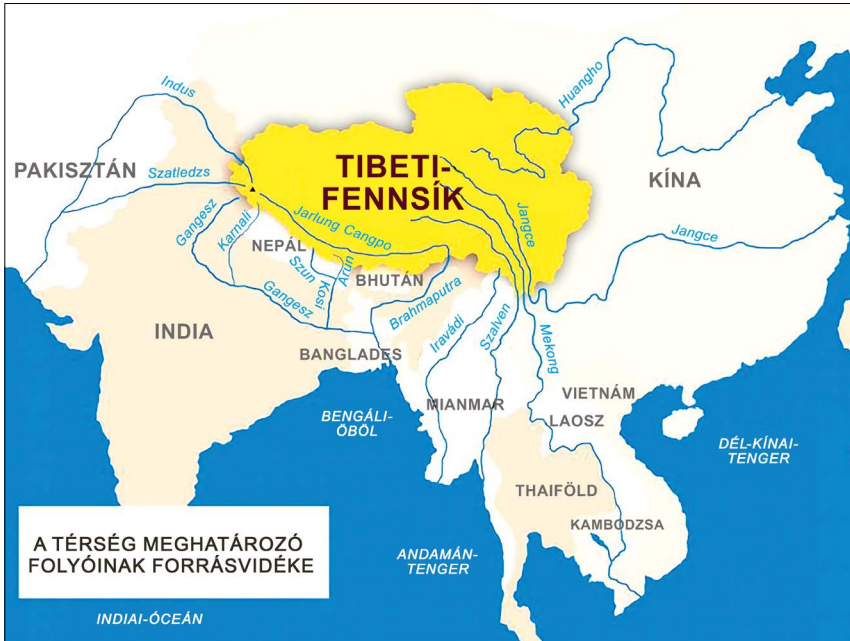 Indus
Huangho
PAKISZTÁN
Szatledzs
TIBETI-
FENNSÍK
KÍNA
Gangesz
Karnali
Jarlung Cangpo
Jangce
Jangce
NEPÁL
Szun
Kosi
Arun
BHUTÁN
Gangesz
Brahmaputra
Iravádi
Szalven
Mekong
INDIA
BANGLADES
MIANMAR
VIETNÁM
LAOSZ
BENGÁLI-
ÖBÖL
DÉL-KÍNAI-
TENGER
THAIFÖLD
KAMBODZSA
A TÉRSÉG MEGHATÁROZÓ
FOLYÓINAK FORRÁSVIDÉKE
ANDAMÁN-
TENGER
INDIAI-ÓCEÁN